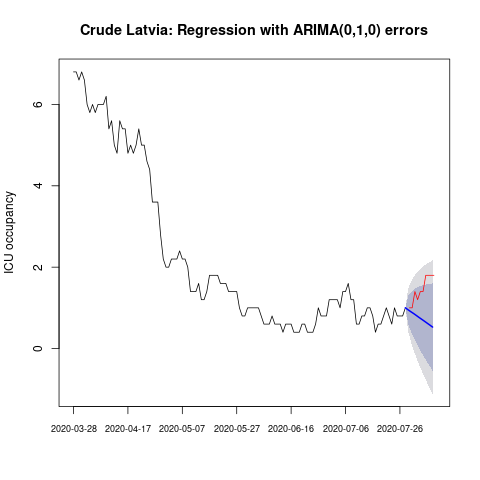 Crude Latvia: Regression with ARIMA(0,1,0) errors
ICU occupancy
6
4
2
0
2020-03-28 2020-04-17 2020-05-07 2020-05-27 2020-06-16 2020-07-06 2020-07-26